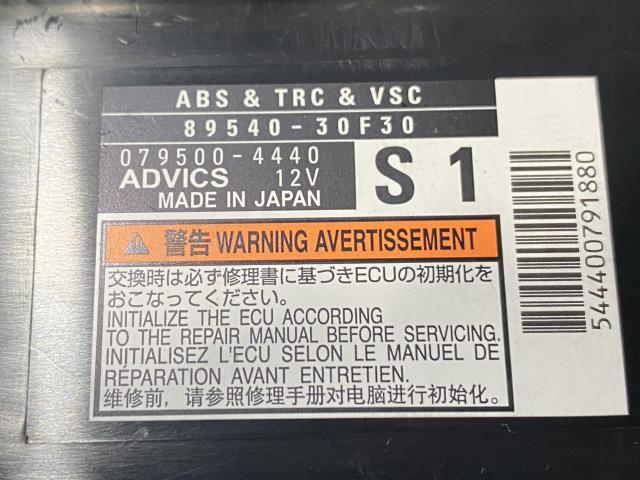 ABS & TRC & VSC
89540-30F30
079500-4440
ADVICS 12V
MADE IN JAPAN
S1
警告 WARNING AVERTISSEMENT
交換時は必ず修理書に基づきECUの初期化を
おこなってください。
INITIALIZE THE ECU ACCORDING
TO THE REPAIR MANUAL BEFORE SERVICING.
INITIALISEZ L'ECU SELON LE MANUEL DE
RÉPARATION AVANT ENTRETIEN.
维修前，请参照修理手册对电脑进行初始化。
544400791880